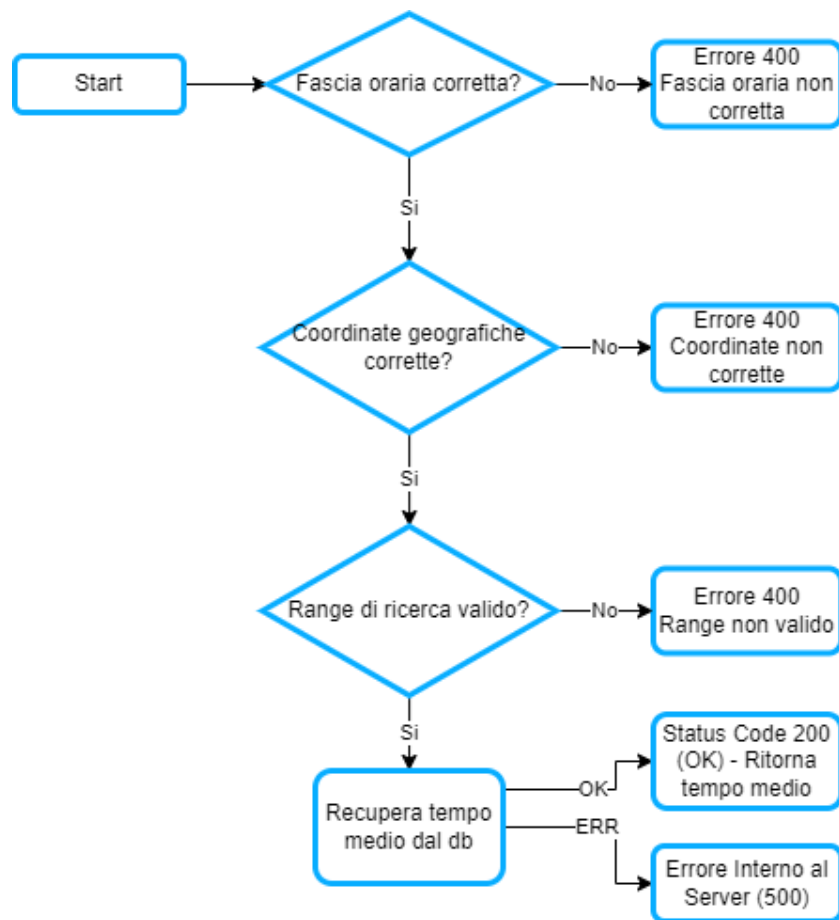 Start
Fascia oraria corretta?
No
Errore 400
Fascia oraria non
corretta
Si
Coordinate geografiche
corrette?
No
Errore 400
Coordinate non
corrette
Si
Range di ricerca valido?
No
Errore 400
Range non valido
Si
Recupera tempo
medio dal db
OK
Status Code 200
(OK) - Ritorna
tempo medio
ERR
Errore Interno al
Server (500)